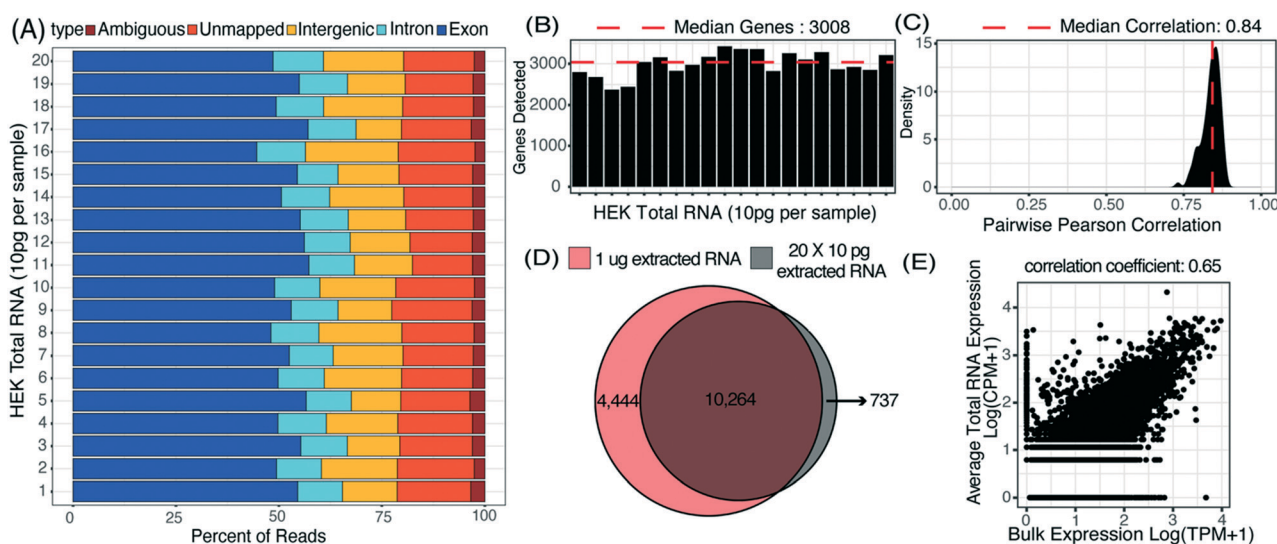 (A)
type Ambiguous Unmapped Intergenic Intron Exon
HEK Total RNA (10pg per sample)
20
19
18
17
16
15
14
13
12
11
10
9
8
7
6
5
4
3
2
1
0 25 50 75 100
Percent of Reads
(B)
Median Genes : 3008
Genes Detected
3000
2000
1000
0
HEK Total RNA (10pg per sample)
(C)
Median Correlation: 0.84
Density
15
10
5
0
0.00 0.25 0.50 0.75 1.00
Pairwise Pearson Correlation
(D)
1 ug extracted RNA
20 X 10 pg
extracted RNA
4,444
10,264
737
(E)
correlation coefficient: 0.65
Average Total RNA Expression
Log(CPM+1)
4
3
2
1
0
0 1 2 3 4
Bulk Expression Log(TPM+1)